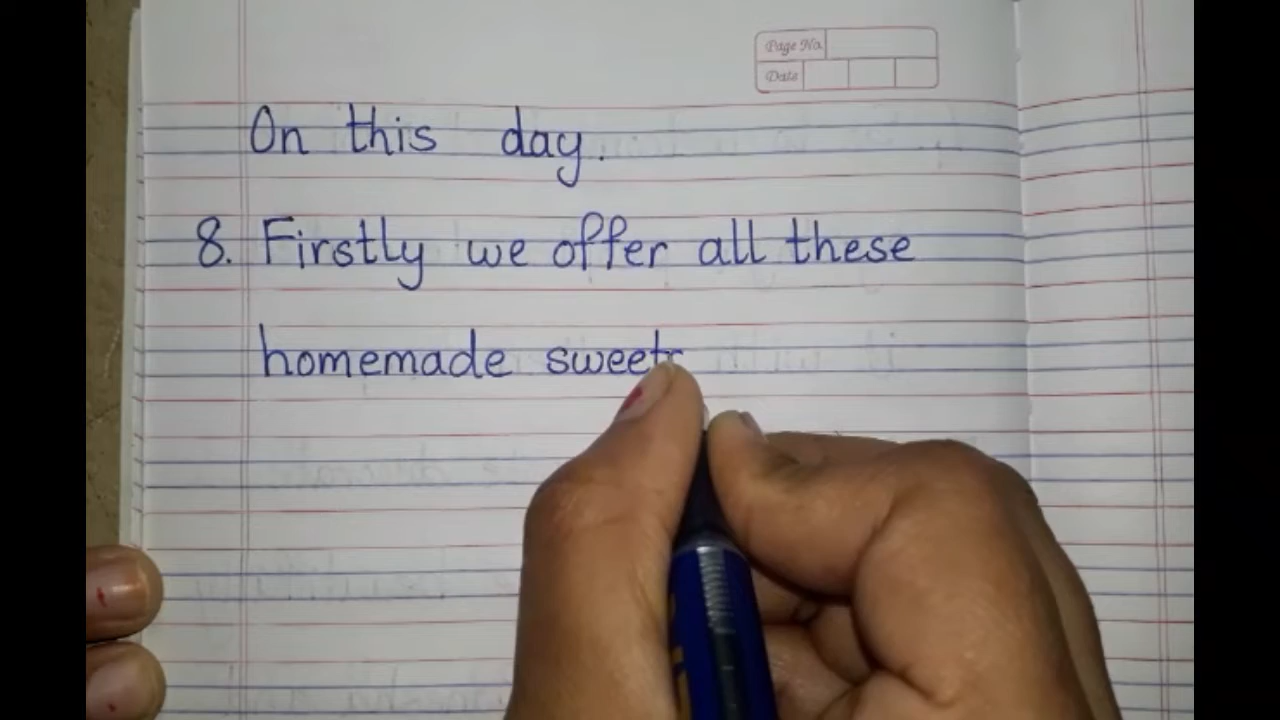 Page No.
Date
On this day.
8. Firstly we offer all these
homemade sweets